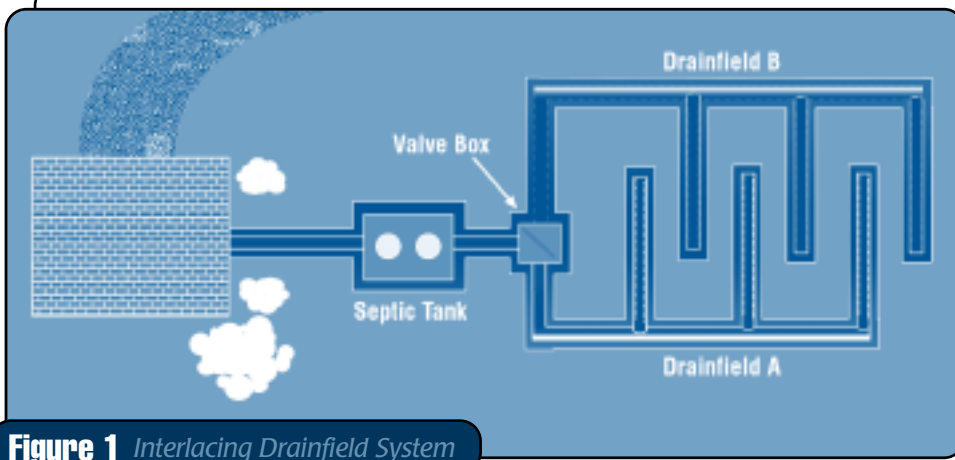 Drainfield B
Valve Box
Septic Tank
Drainfield A
Figure 1 Interlacing Drainfield System